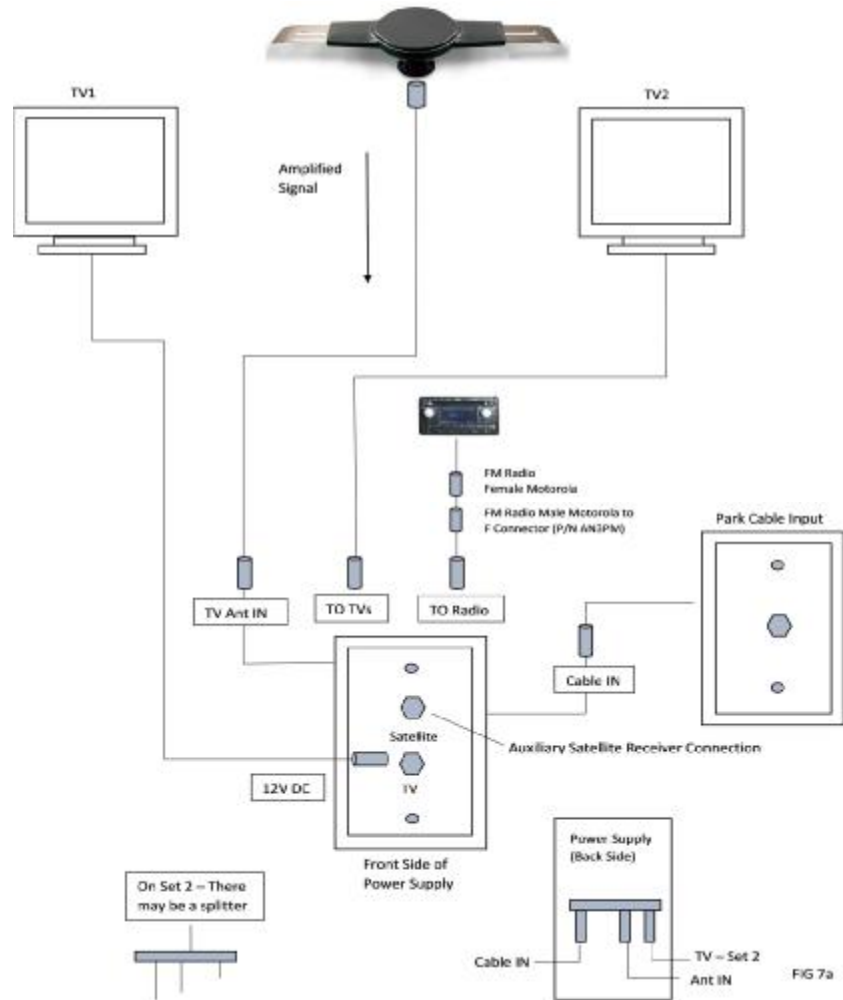 TV1
TV2
Amplified
Signal
FM Radio
Female Motorola
FM Radio Male Motorola to
F Connector (P/N AN3PM)
Park Cable Input
TV Ant IN
TO TVs
TO Radio
Cable IN
Satellite
Auxiliary Satellite Receiver Connection
TV
12V DC
Front Side of
Power Supply
Power Supply
(Back Side)
On Set 2 – There
may be a splitter
Cable IN
TV – Set 2
Ant IN
FIG 7a